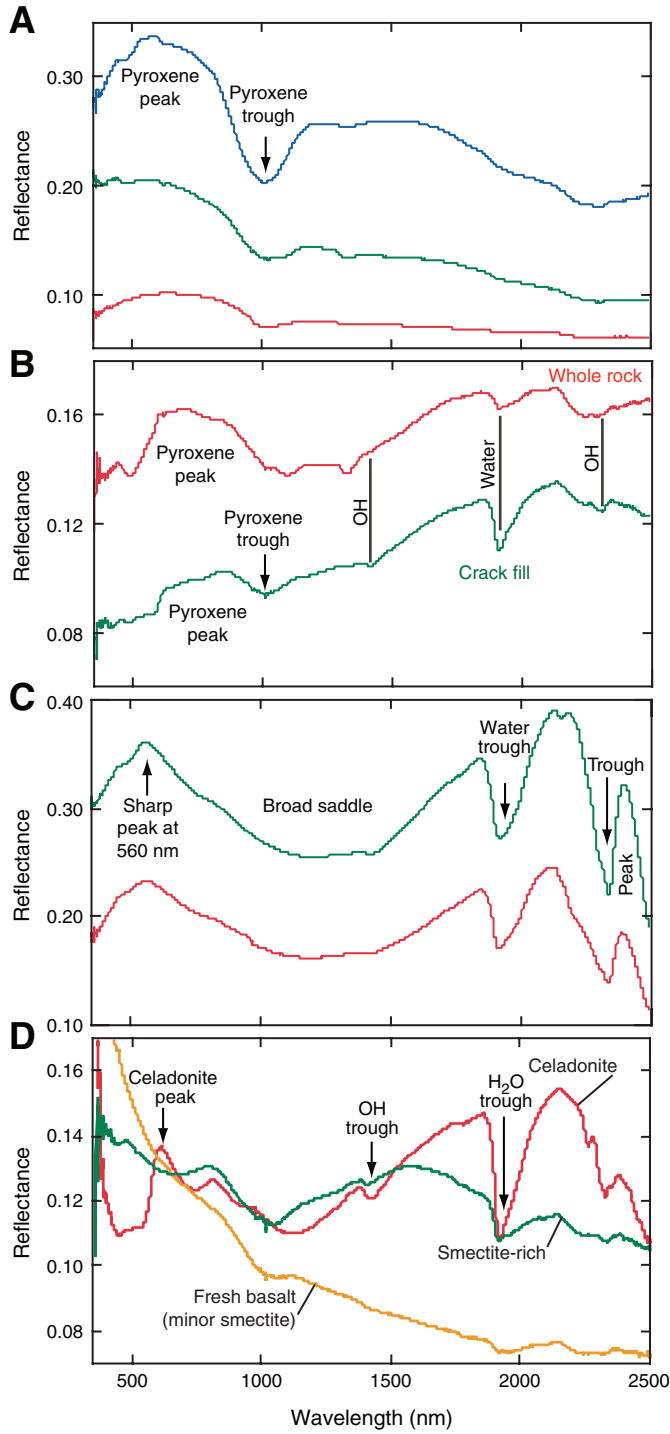 A
0.30
0.20
0.10
Reflectance
Pyroxene
peak
Pyroxene
trough
B
0.16
0.12
0.08
Reflectance
Whole rock
Pyroxene
peak
Pyroxene
trough
Pyroxene
peak
OH
Water
OH
Crack fill
C
0.40
0.30
0.20
0.10
Reflectance
Sharp
peak at
560 nm
Broad saddle
Water
trough
Trough
Peak
D
0.16
0.14
0.12
0.10
0.08
Reflectance
Celadonite
peak
OH
trough
H₂O
trough
Celadonite
Smectite-rich
Fresh basalt
(minor smectite)
500
1000
1500
2000
2500
Wavelength (nm)